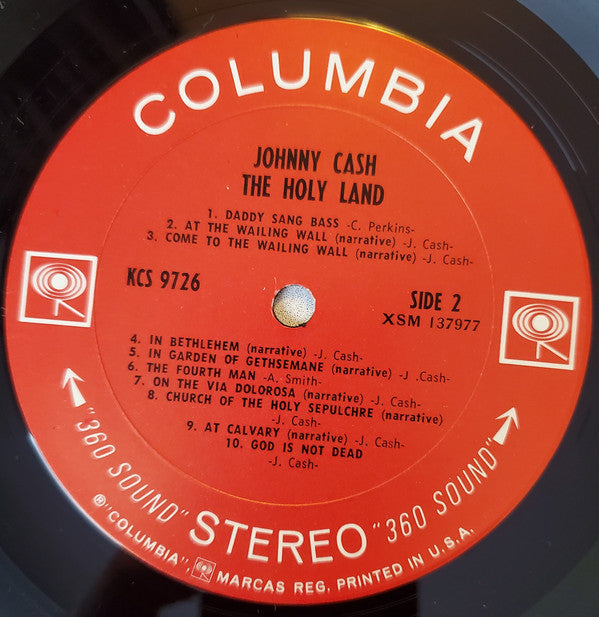 COLUMBIA
JOHNNY CASH
THE HOLY LAND
1. DADDY SANG BASS -C. Perkins-
2. AT THE WAILING WALL (narrative) -J. Cash-
3. COME TO THE WAILING WALL (narrative) -J. Cash-
KCS 9726
SIDE 2
XSM 137977
4. IN BETHLEHEM (narrative) -J. Cash-
5. IN GARDEN OF GETHSEMANE (narrative) -J .Cash-
6. THE FOURTH MAN -A. Smith-
7. ON THE VIA DOLOROSA (narrative) -J. Cash-
8. CHURCH OF THE HOLY SEPULCHRE (narrative)
-J. Cash-
9. AT CALVARY (narrative) -J. Cash-
10. GOD IS NOT DEAD
-J. Cash-
"360 SOUND" STEREO "360 SOUND"
®"COLUMBIA", MARCAS REG. PRINTED IN U.S.A.